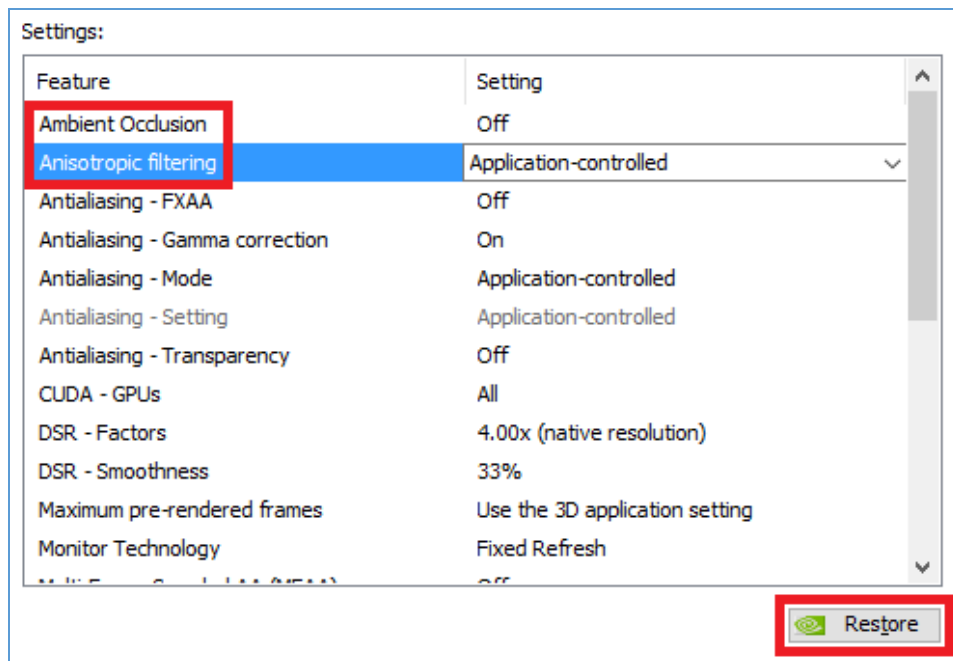 Settings:
Feature Setting
Ambient Occlusion Off
Anisotropic filtering Application-controlled
Antialiasing - FXAA Off
Antialiasing - Gamma correction On
Antialiasing - Mode Application-controlled
Antialiasing - Setting Application-controlled
Antialiasing - Transparency Off
CUDA - GPUs All
DSR - Factors 4.00x (native resolution)
DSR - Smoothness 33%
Maximum pre-rendered frames Use the 3D application setting
Monitor Technology Fixed Refresh
Restore